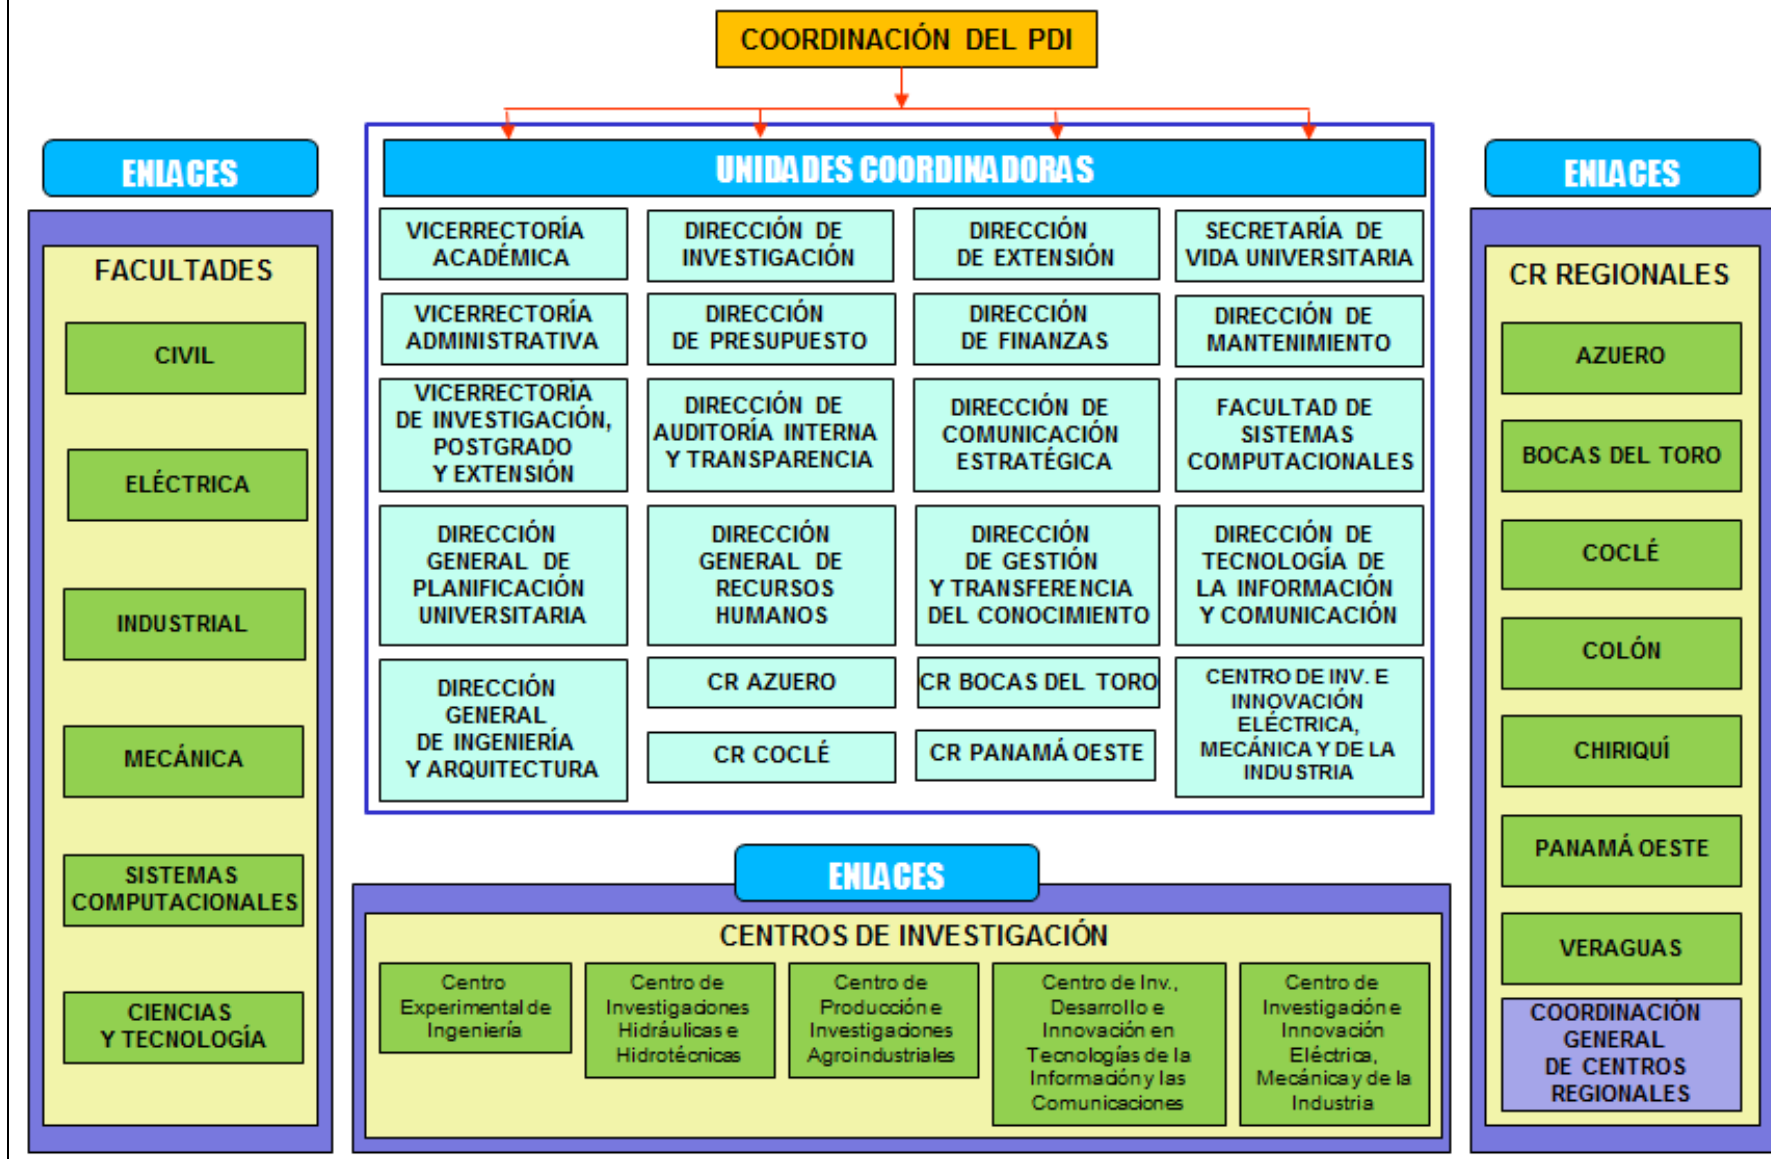 COORDINACIÓN DEL PDI
ENLACES
FACULTADES
CIVIL
ELÉCTRICA
INDUSTRIAL
MECÁNICA
SISTEMAS
COMPUTACIONALES
CIENCIAS
Y TECNOLOGÍA
UNIDADES COORDINADORAS
VICERRECTORÍA
ACADÉMICA
DIRECCIÓN DE
INVESTIGACIÓN
DIRECCIÓN
DE EXTENSIÓN
SECRETARÍA DE
VIDA UNIVERSITARIA
VICERRECTORÍA
ADMINISTRATIVA
DIRECCIÓN
DE PRESUPUESTO
DIRECCIÓN
DE FINANZAS
DIRECCIÓN DE
MANTENIMIENTO
VICERRECTORÍA
DE INVESTIGACIÓN,
POSTGRADO
Y EXTENSIÓN
DIRECCIÓN DE
AUDITORÍA INTERNA
Y TRANSPARENCIA
DIRECCIÓN DE
COMUNICACIÓN
ESTRATÉGICA
FACULTAD DE
SISTEMAS
COMPUTACIONALES
DIRECCIÓN
GENERAL DE
PLANIFICACIÓN
UNIVERSITARIA
DIRECCIÓN
GENERAL DE
RECURSOS
HUMANOS
DIRECCIÓN
DE GESTIÓN
Y TRANSFERENCIA
DEL CONOCIMIENTO
DIRECCIÓN DE
TECNOLOGÍA DE
LA INFORMACIÓN
Y COMUNICACIÓN
DIRECCIÓN
GENERAL
DE INGENIERÍA
Y ARQUITECTURA
CR AZUERO
CR BOCAS DEL TORO
CENTRO DE INV. E
INNOVACIÓN
ELÉCTRICA,
MECÁNICA Y DE LA
INDUSTRIA
CR COCLÉ
CR PANAMÁ OESTE
ENLACES
CENTROS DE INVESTIGACIÓN
Centro
Experimental de
Ingeniería
Centro de
Investigaciones
Hidráulicas e
Hidrotécnicas
Centro de
Producción e
Investigaciones
Agroindustriales
Centro de Inv.,
Desarrollo e
Innovación en
Tecnologías de la
Información y las
Comunicaciones
Centro de
Investigación e
Innovación
Eléctrica,
Mecánica y de la
Industria
ENLACES
CR REGIONALES
AZUERO
BOCAS DEL TORO
COCLÉ
COLÓN
CHIRIQUÍ
PANAMÁ OESTE
VERAGUAS
COORDINACIÓN
GENERAL
DE CENTROS
REGIONALES